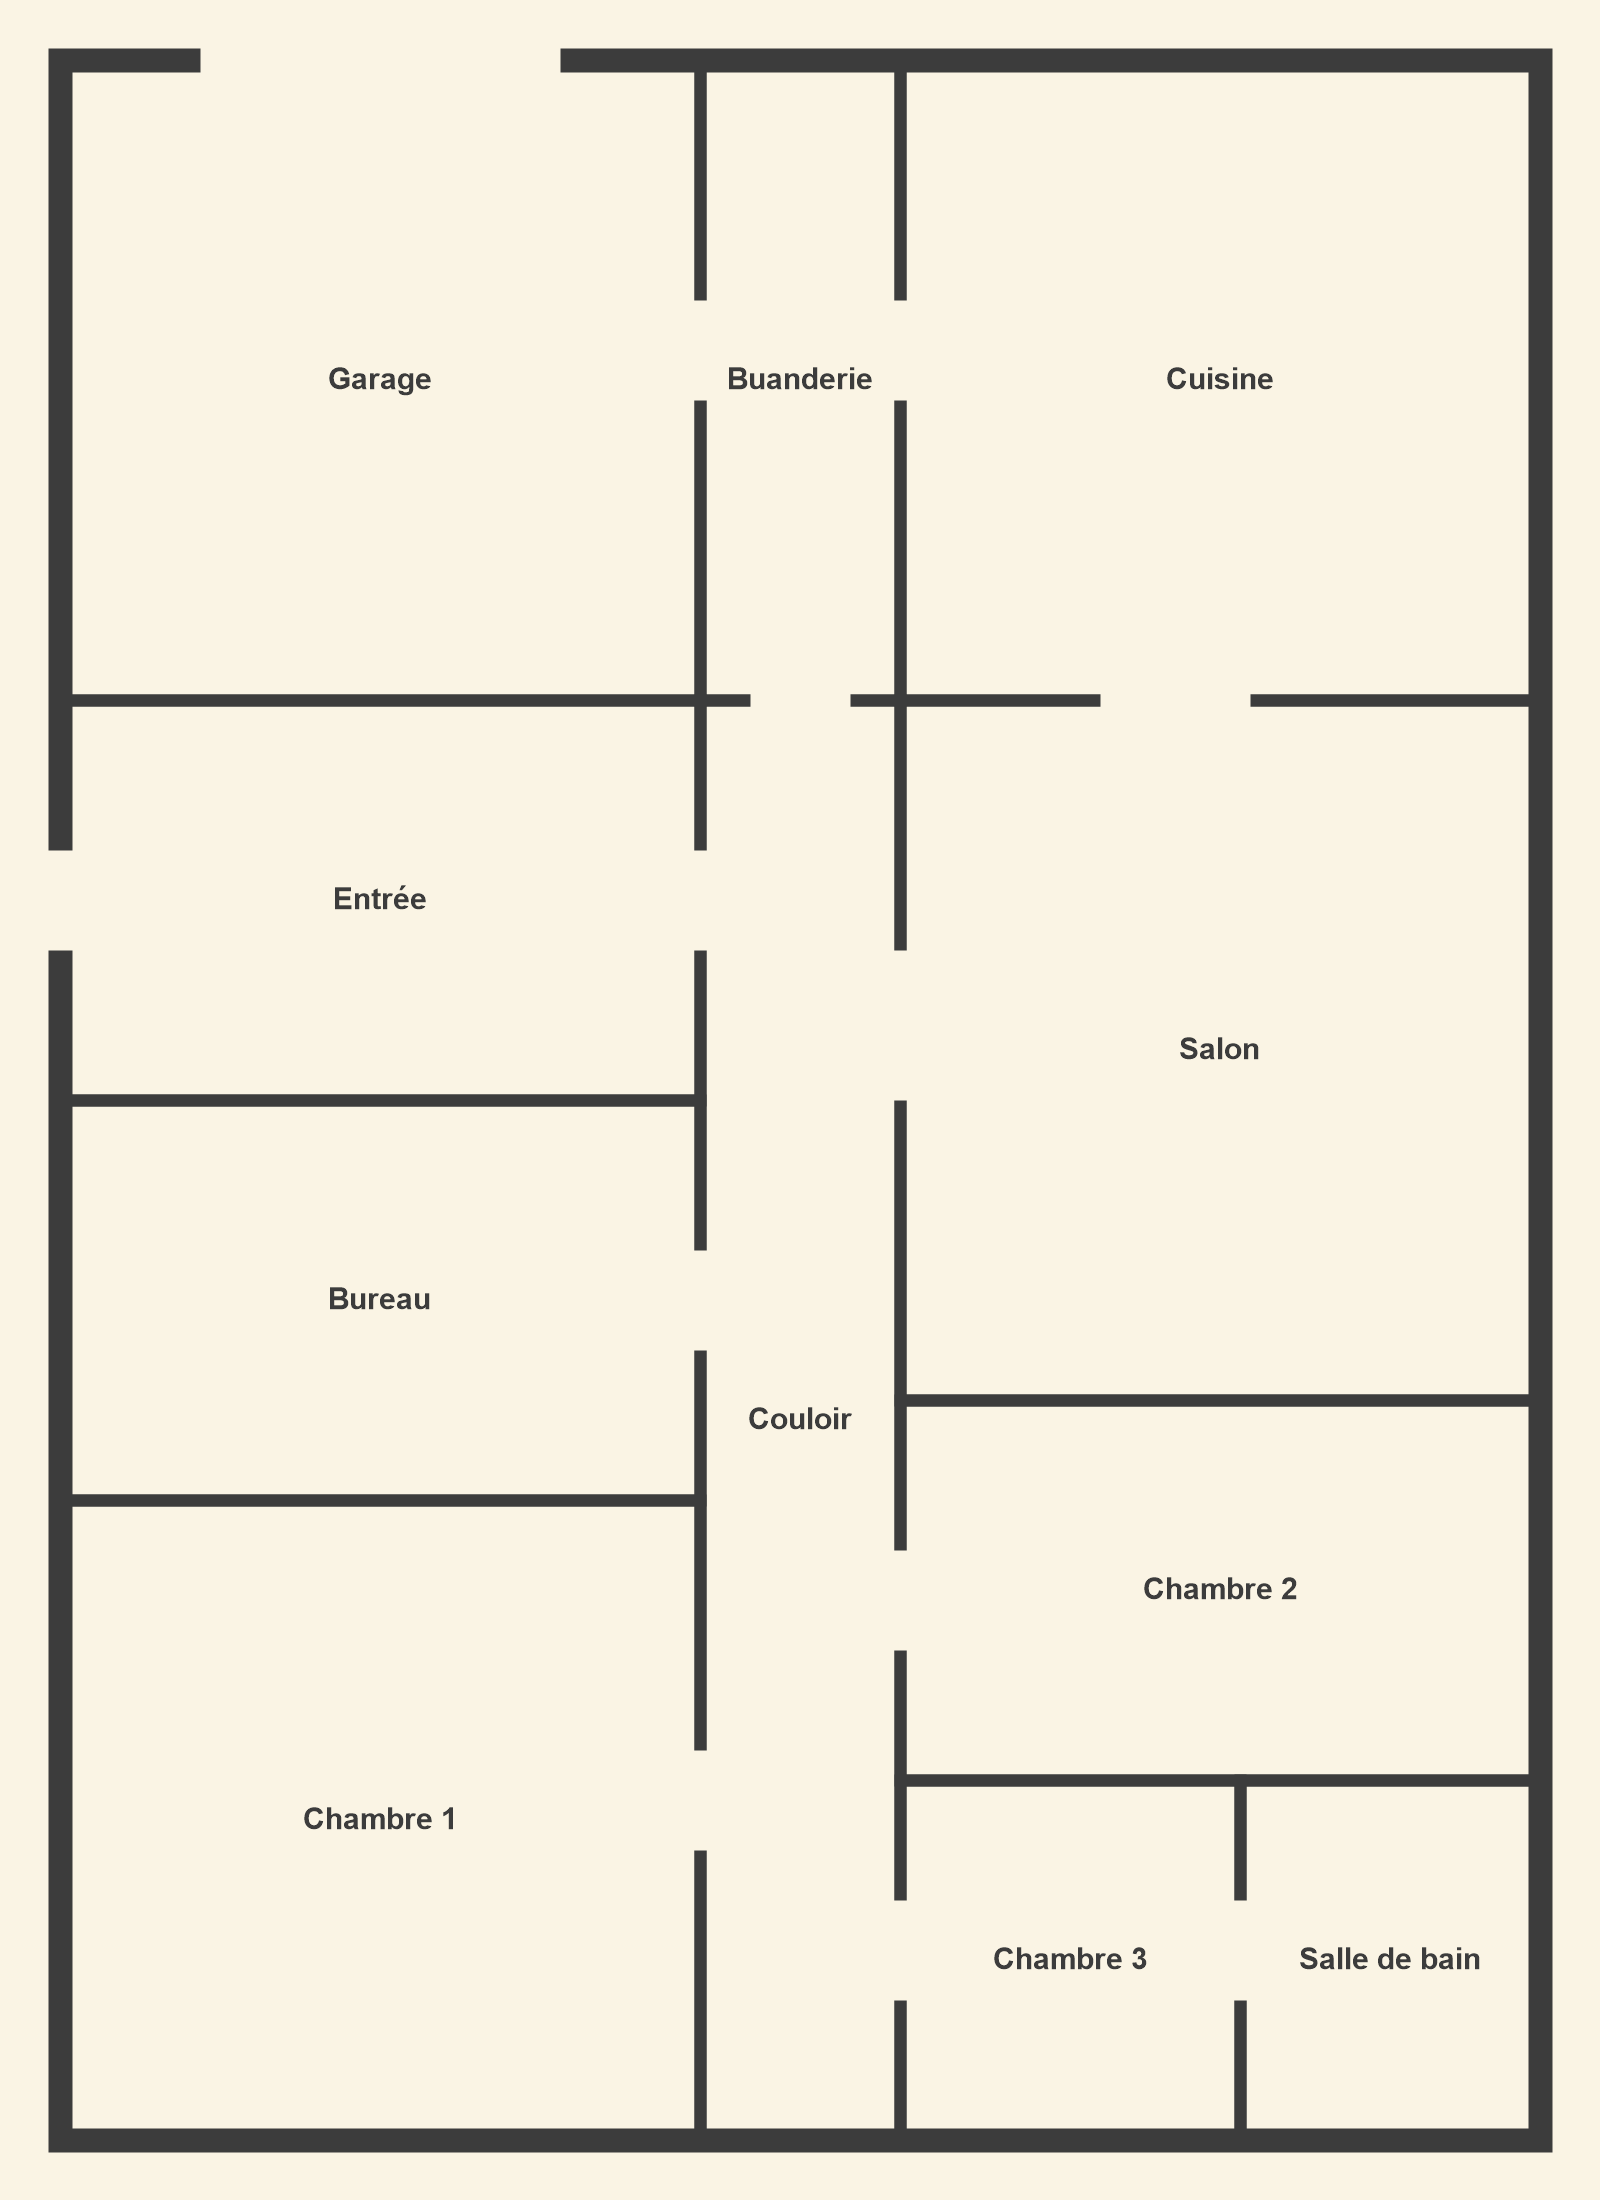 Garage
Buanderie
Cuisine
Entrée
Salon
Bureau
Couloir
Chambre 2
Chambre 1
Chambre 3
Salle de bain